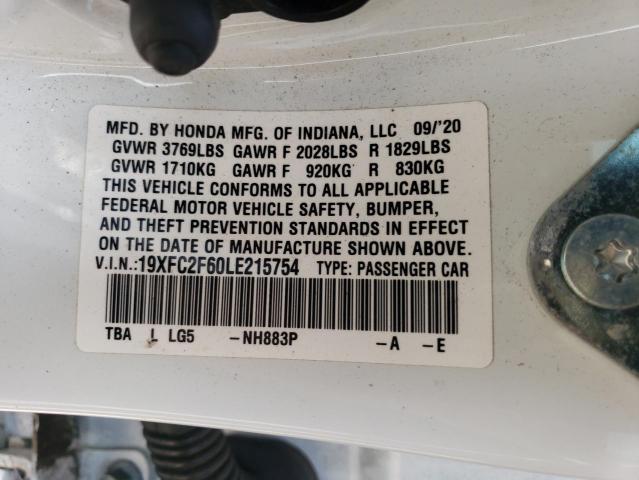 MFD. BY HONDA MFG. OF INDIANA, LLC 09/'20
GVWR 3769LBS GAWR F 2028LBS R 1829LBS
GVWR 1710KG GAWR F 920KG R 830KG
THIS VEHICLE CONFORMS TO ALL APPLICABLE
FEDERAL MOTOR VEHICLE SAFETY, BUMPER,
AND THEFT PREVENTION STANDARDS IN EFFECT
ON THE DATE OF MANUFACTURE SHOWN ABOVE.
V.I.N.:19XFC2F60LE215754 TYPE: PASSENGER CAR
TBA L LG5 -NH883P -A -E